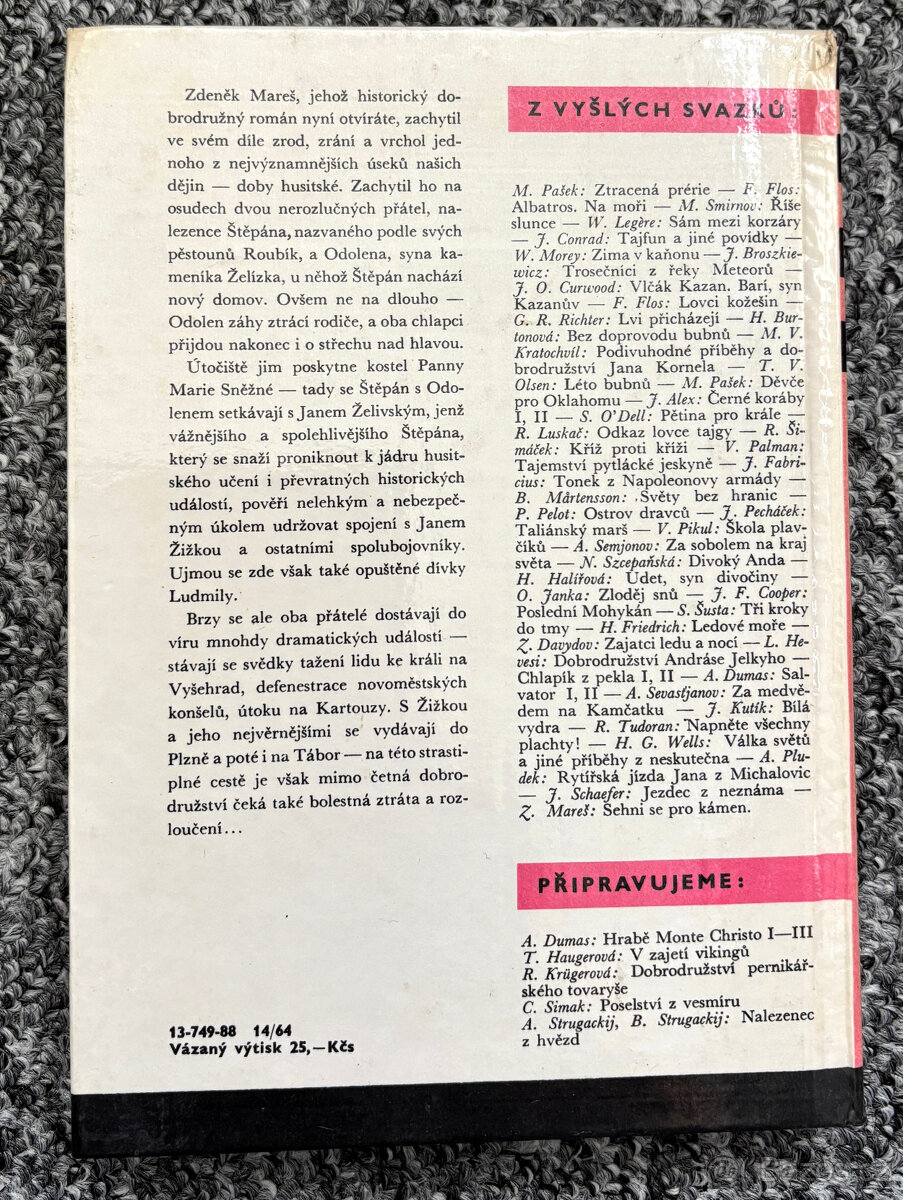 Zdeněk Mareš, jehož historický do-
brodružný román nyní otvíráte, zachytil
ve svém díle zrod, zrání a vrchol jed-
noho z nejvýznamnějších úseků našich
dějin — doby husitské. Zachytil ho na
osudech dvou nerozlučných přátel, na-
lezence Štěpána, nazvaného podle svých
pěstounů Roubík, a Odolena, syna ka-
meníka Želízka, u něhož Štěpán nachází
nový domov. Ovšem ne na dlouho —
Odolen záhy ztrácí rodiče, a oba chlapci
přijdou nakonec i o střechu nad hlavou.
Útočiště jim poskytne kostel Panny
Marie Sněžné — tady se Štěpán s Odo-
lenem setkávají s Janem Želivským, jenž
vážnějšího a spolehlivějšího Štěpána,
který se snaží proniknout k jádru husit-
ského učení i převratných historických
událostí, pověří nelehkým a nebezpeč-
ným úkolem udržovat spojení s Janem
Žižkou a ostatními spolubojovníky.
Ujmou se zde však také opuštěné dívky
Ludmily.
Brzy se ale oba přátelé dostávají do
víru mnohdy dramatických událostí —
stávají se svědky tažení lidu ke králi na
Vyšehrad, defenestrace novoměstských
konšelů, útoku na Kartouzy. S Žižkou
a jeho nejvěrnějšími se vydávají do
Plzně a poté i na Tábor — na této strasti-
plné cestě je však mimo četná dobro-
družství čeká také bolestná ztráta a roz-
loučení...
13-749-88 14/64
Vázaný výtisk 25,—Kčs
Z VYŠLÝCH SVAZKŮ:
M. Pašek: Ztracená prérie — F. Flos:
Albatros. Na moři — M. Smirnov: Říše
slunce — W. Legère: Sám mezi korzáry
— J. Conrad: Tajfun a jiné povídky —
W. Morey: Zima v kaňonu — J. Broszkie-
wicz: Trosečníci z řeky Meteorů —
J. O. Curwood: Vlčák Kazan. Barí, syn
Kazanův — F. Flos: Lovci kožešin —
G. R. Richter: Lvi přicházejí — H. Bur-
tonová: Bez doprovodu bubnů — M. V.
Kratochvíl: Podivuhodné příběhy a do-
brodružství Jana Kornela — T. V.
Olsen: Léto bubnů — M. Pašek: Děvče
pro Oklahomu — J. Alex: Černé koráby
I, II — S. O'Dell: Pětina pro krále —
R. Luskač: Odkaz lovce tajgy — R. Ši-
máček: Kříž proti kříži — V. Palman:
Tajemství pytlácké jeskyně — J. Fabri-
cius: Tonek z Napoleonovy armády —
B. Mårtensson: Světy bez hranic —
P. Pelot: Ostrov dravců — J. Pecháček:
Taliánský marš — V. Pikul: Škola plav-
číků — A. Semjonov: Za sobolem na kraj
světa — N. Szcepańská: Divoký Anda —
H. Halířová: Údet, syn divočiny —
O. Janka: Zloděj snů — J. F. Cooper:
Poslední Mohykán — S. Šusta: Tři kroky
do tmy — H. Friedrich: Ledové moře —
Z. Davydov: Zajatci ledu a nocí — L. He-
vesi: Dobrodružství Andráse Jelkyho —
Chlapík z pekla I, II — A. Dumas: Sal-
vator I, II — A. Sevasťjanov: Za medvě-
dem na Kamčatku — J. Kutík: Bílá
vydra — R. Tudoran: Napněte všechny
plachty! — H. G. Wells: Válka světů
a jiné příběhy z neskutečna — A. Plu-
dek: Rytířská jízda Jana z Michalovic
— J. Schaefer: Jezdec z neznáma —
Z. Mareš: Sehni se pro kámen.
PŘIPRAVUJEME:
A. Dumas: Hrabě Monte Christo I—III
T. Haugerová: V zajetí vikingů
R. Krügerová: Dobrodružství pernikář-
ského tovaryše
C. Simak: Poselství z vesmíru
A. Strugackij, B. Strugackij: Nalezenec
z hvězd